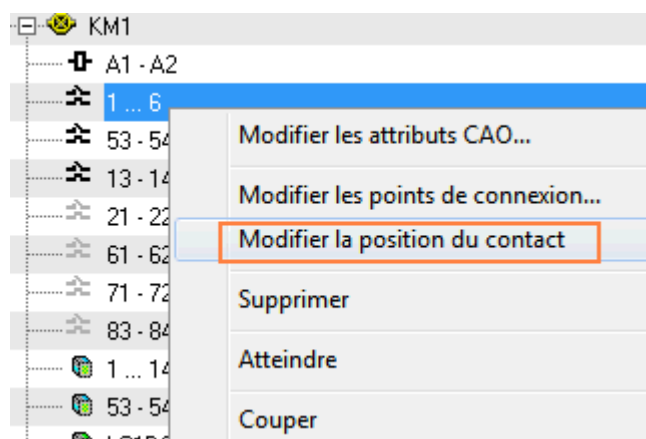 KM1
A1 - A2
1 ... 6
53 - 54
13 - 14
21 - 22
61 - 62
71 - 72
83 - 84
1 ... 14
53 - 54
Modifier les attributs CAO...
Modifier les points de connexion...
Modifier la position du contact
Supprimer
Atteindre
Couper